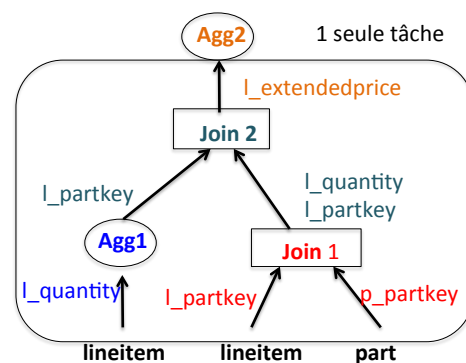 Agg2
1 seule tâche
l_extendedprice
Join 2
l_partkey
l_quantity
l_partkey
Agg1
Join 1
l_quantity
l_partkey
p_partkey
lineitem
lineitem
part